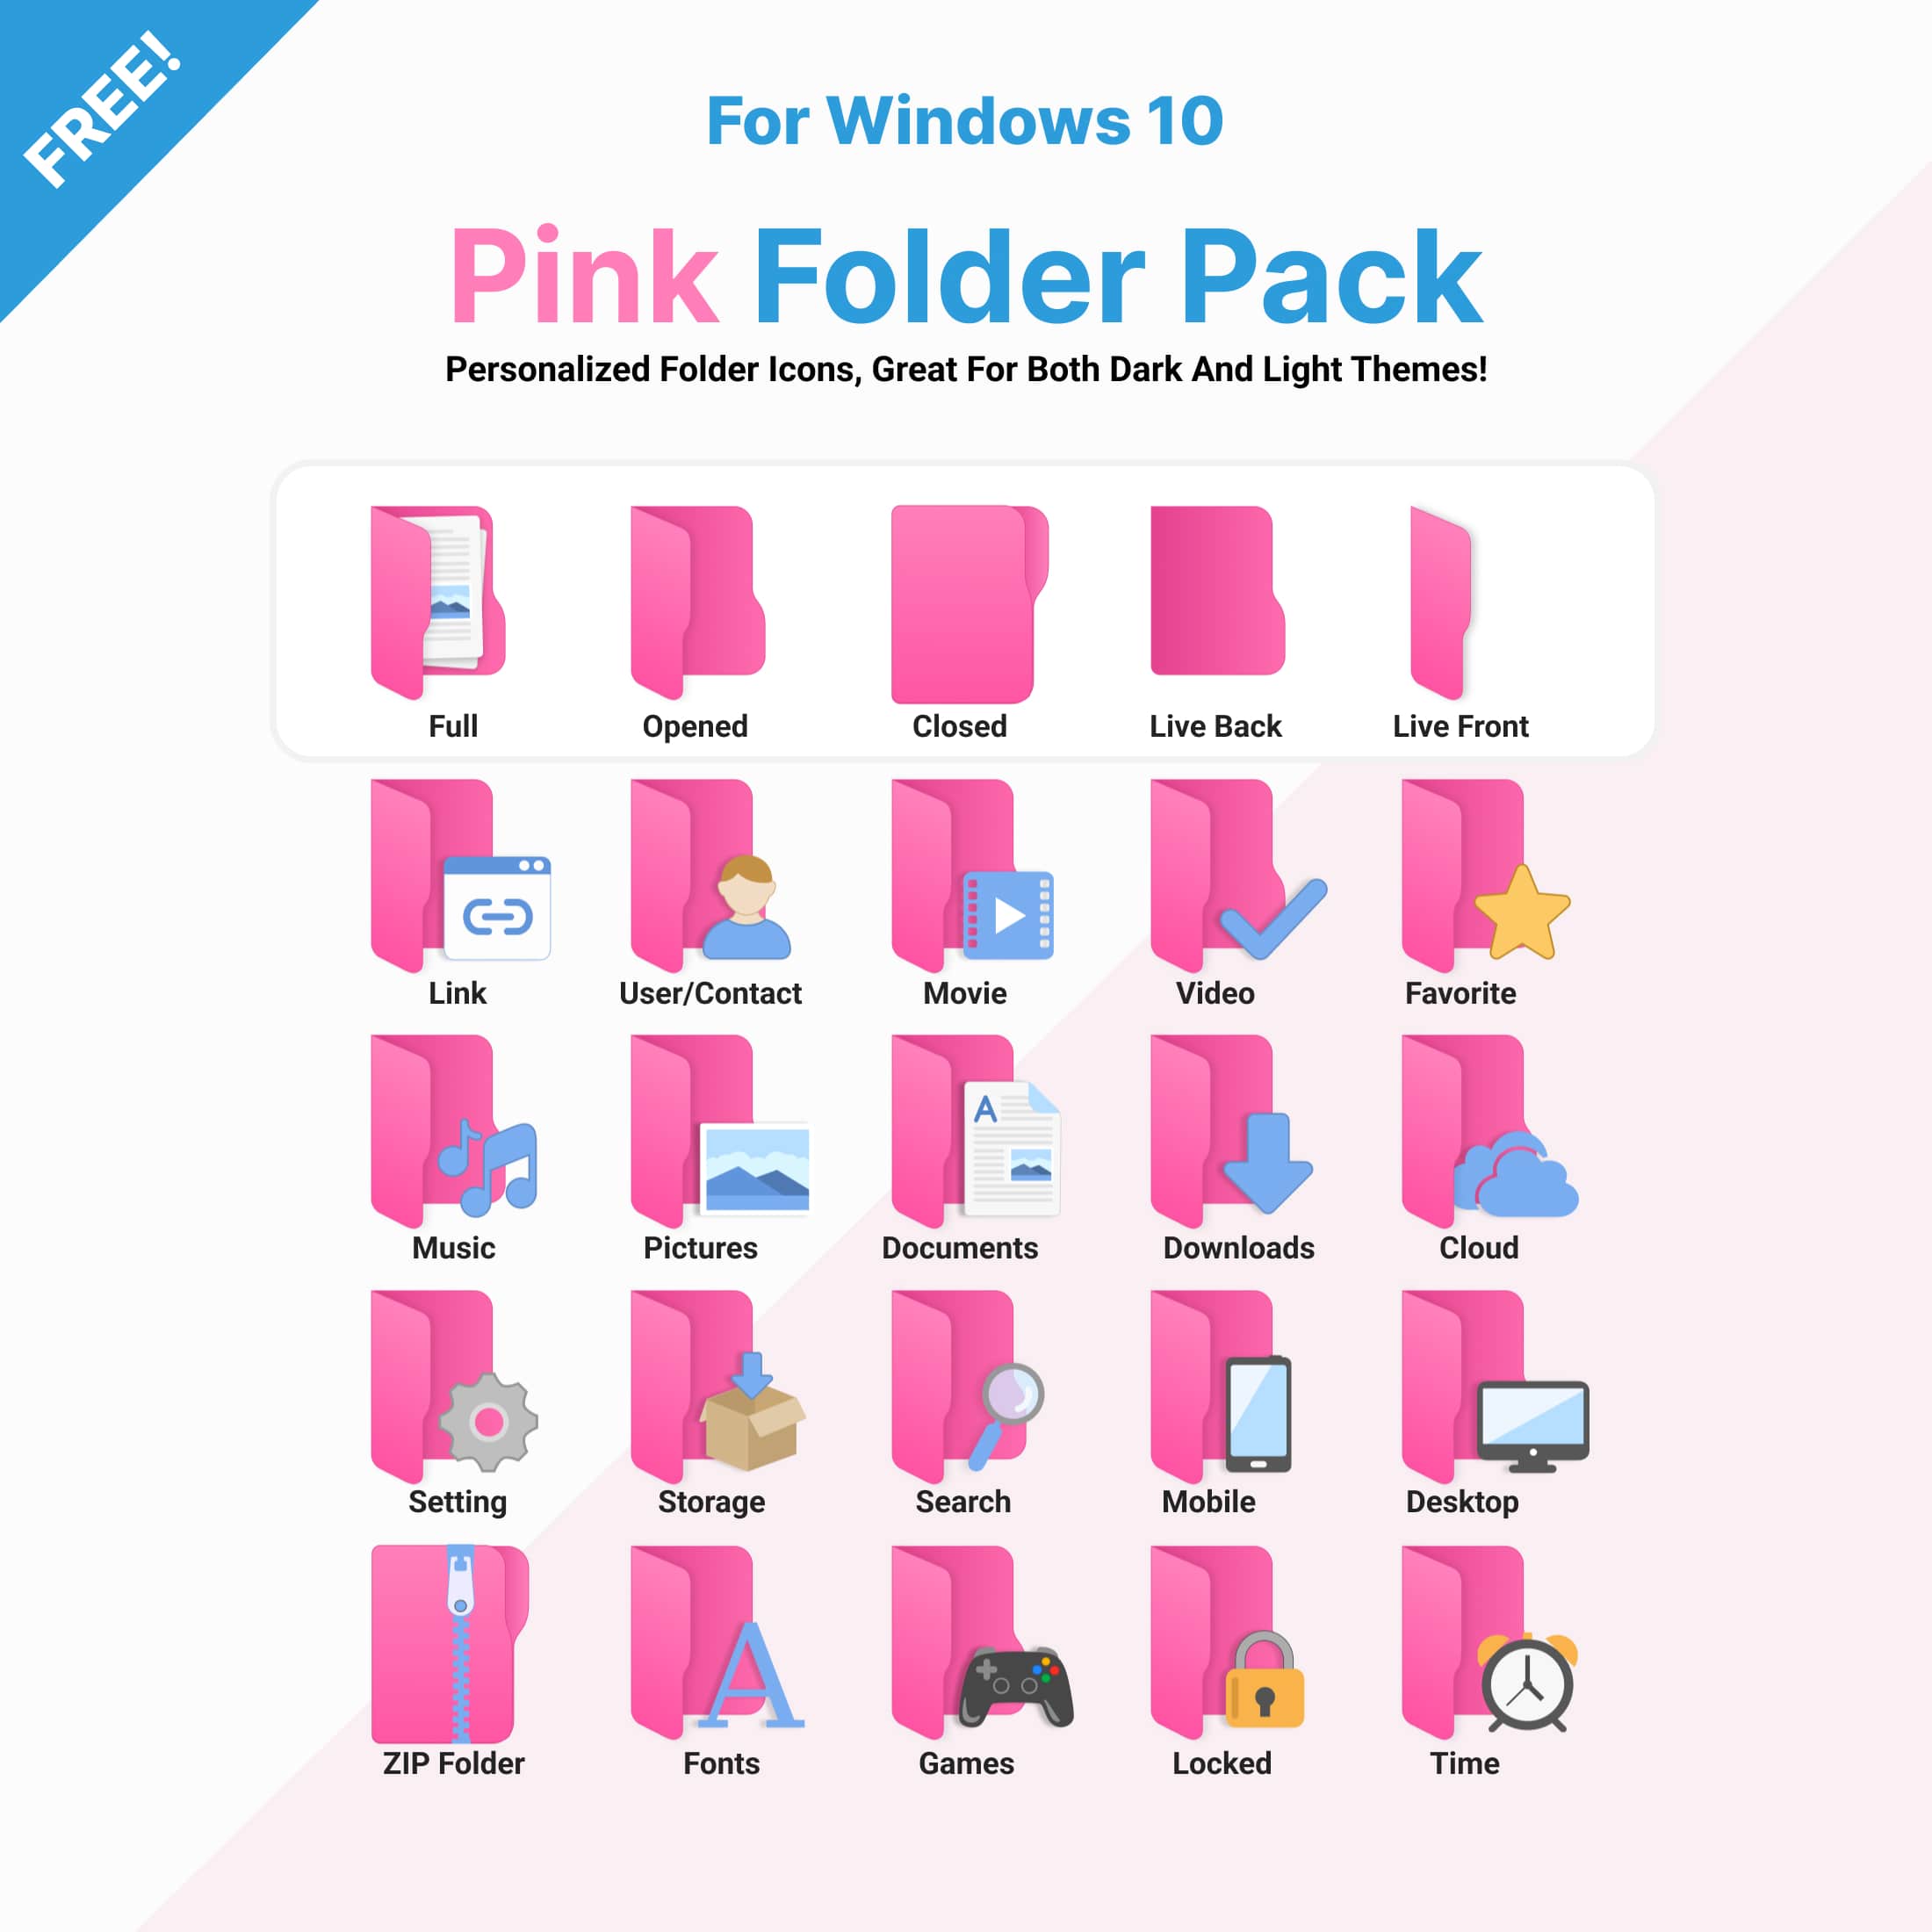 FREE!
For Windows 10
Pink Folder Pack
Personalized Folder Icons, Great For Both Dark And Light Themes!
Full
Opened
Closed
Live Back
Live Front
Link
User/Contact
Movie
Video
Favorite
A
Music
Pictures
Documents
Downloads
Cloud
Setting
Storage
Search
Mobile
Desktop
A
ZIP Folder
Fonts
Games
Locked
Time